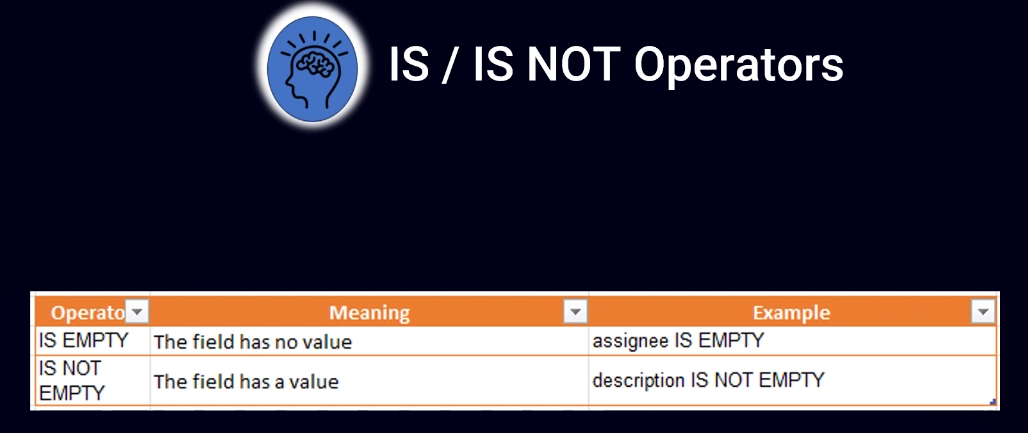 IS / IS NOT Operators
Operato Meaning Example
IS EMPTY The field has no value assignee IS EMPTY
IS NOT
EMPTY The field has a value description IS NOT EMPTY